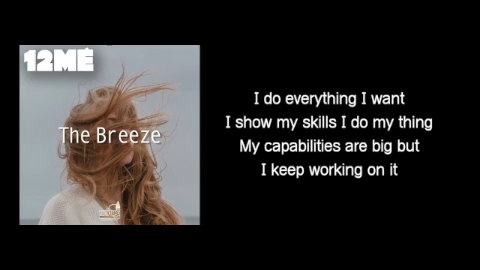 12MÉ
The Breeze
I do everything I want
I show my skills I do my thing
My capabilities are big but
I keep working on it